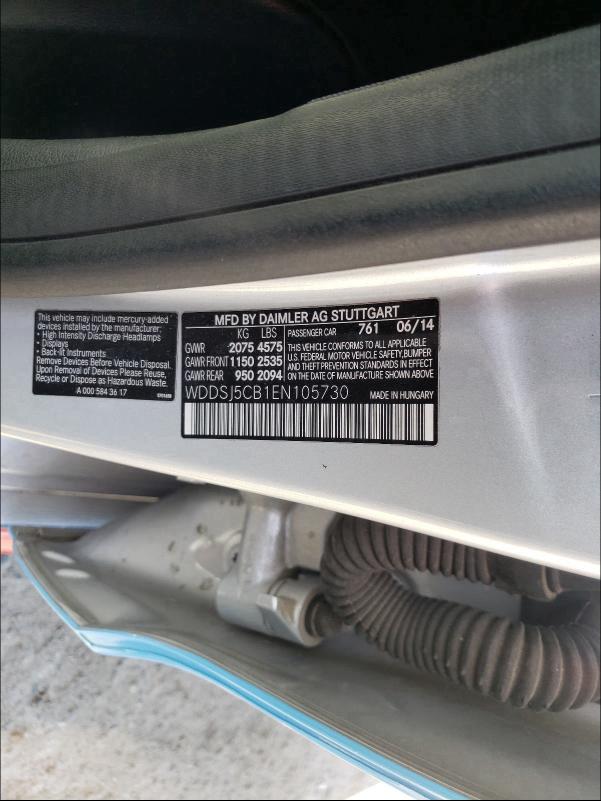 This vehicle may include mercury-added
devices installed by the manufacturer:
• High Intensity Discharge Headlamps
• Displays
• Back-lit Instruments
Remove Devices Before Vehicle Disposal.
Upon Removal of Devices Please Reuse,
Recycle or Dispose as Hazardous Waste.
A 000 584 36 17
MFD BY DAIMLER AG STUTTGART
KG LBS PASSENGER CAR 761 06/14
GVWR 2075 4575
GAWR FRONT 1150 2535
GAWR REAR 950 2094
THIS VEHICLE CONFORMS TO ALL APPLICABLE
U.S. FEDERAL MOTOR VEHICLE SAFETY,BUMPER
AND THEFT PREVENTION STANDARDS IN EFFECT
ON THE DATE OF MANUFACTURE SHOWN ABOVE
WDDSJ5CB1EN105730 MADE IN HUNGARY